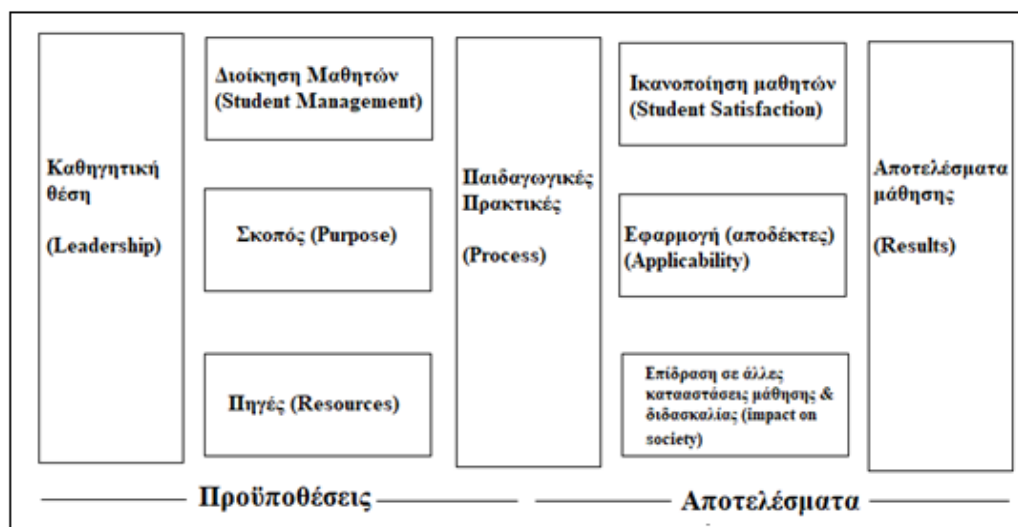 Καθηγητική
θέση
(Leadership)
Διοίκηση Μαθητών
(Student Management)
Σκοπός (Purpose)
Πηγές (Resources)
Παιδαγωγικές
Πρακτικές
(Process)
Ικανοποίηση μαθητών
(Student Satisfaction)
Εφαρμογή (αποδέκτες)
(Applicability)
Επίδραση σε άλλες
καταστάσεις μάθησης &
διδασκαλίας (impact on
society)
Αποτελέσματα
μάθησης
(Results)
Προϋποθέσεις
Αποτελέσματα